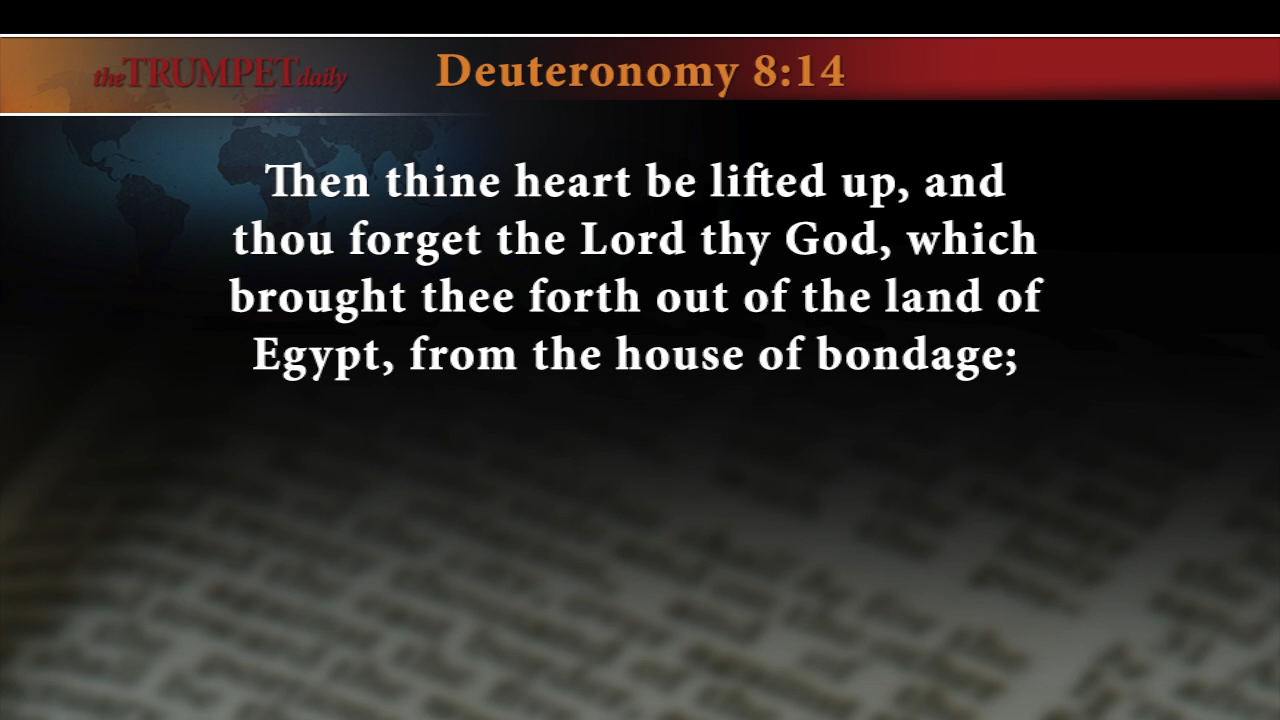 theTRUMPETdaily
Deuteronomy 8:14
Then thine heart be lifted up, and
thou forget the Lord thy God, which
brought thee forth out of the land of
Egypt, from the house of bondage;